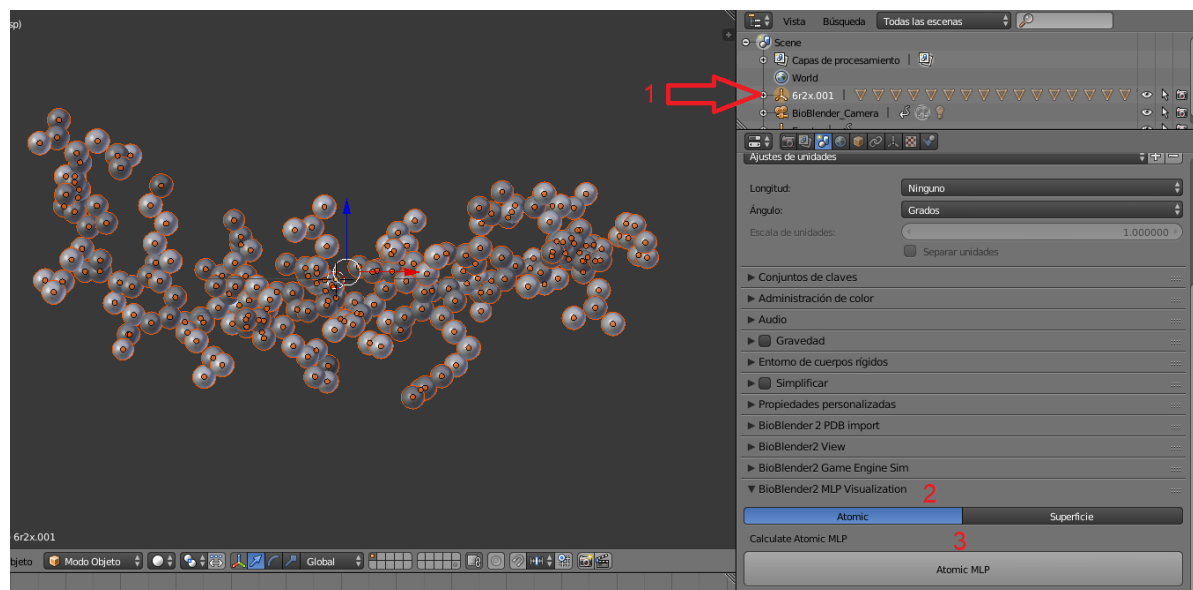 sp)
Vista Búsqueda Todas las escenas
Scene
Capas de procesamiento
World
1
6r2x.001
BioBlender_Camera
Ajustes de unidades
Longitud: Ninguno
Ángulo: Grados
Escala de unidades: 1.000000
Separar unidades
Conjuntos de claves
Administración de color
Audio
Gravedad
Entorno de cuerpos rígidos
Simplificar
Propiedades personalizadas
BioBlender 2 PDB import
BioBlender2 View
BioBlender2 Game Engine Sim
BioBlender2 MLP Visualization
2
Atomic Superficie
Calculate Atomic MLP
3
Atomic MLP
) 6r2x.001
bjeto Modo Objeto Global